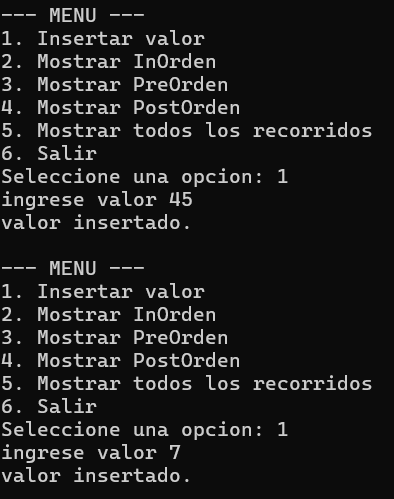 --- MENU ---
1. Insertar valor
2. Mostrar InOrden
3. Mostrar PreOrden
4. Mostrar PostOrden
5. Mostrar todos los recorridos
6. Salir
Seleccione una opcion: 1
ingrese valor 45
valor insertado.

--- MENU ---
1. Insertar valor
2. Mostrar InOrden
3. Mostrar PreOrden
4. Mostrar PostOrden
5. Mostrar todos los recorridos
6. Salir
Seleccione una opcion: 1
ingrese valor 7
valor insertado.